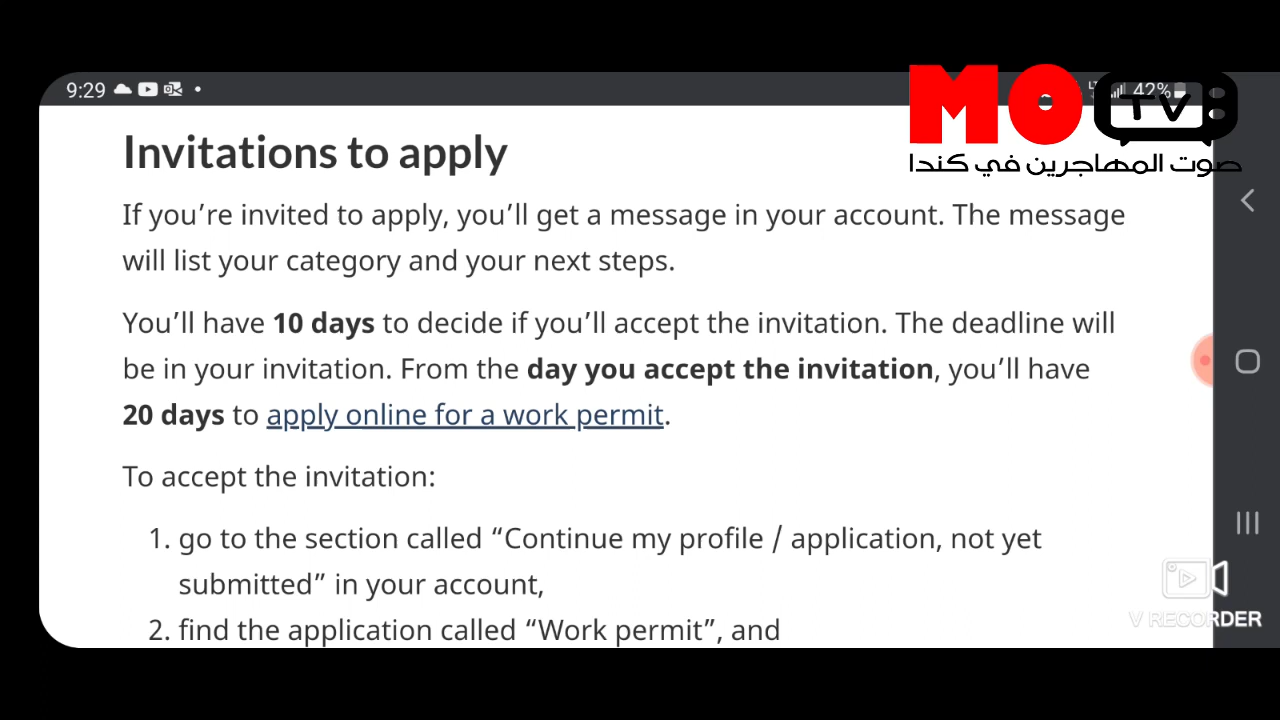 9:29
42%
MO TV
صوت المهاجرين في كندا
Invitations to apply
If you’re invited to apply, you’ll get a message in your account. The message
will list your category and your next steps.
You’ll have 10 days to decide if you’ll accept the invitation. The deadline will
be in your invitation. From the day you accept the invitation, you’ll have
20 days to apply online for a work permit.
To accept the invitation:
1. go to the section called “Continue my profile / application, not yet
submitted” in your account,
2. find the application called “Work permit”, and
V RECORDER